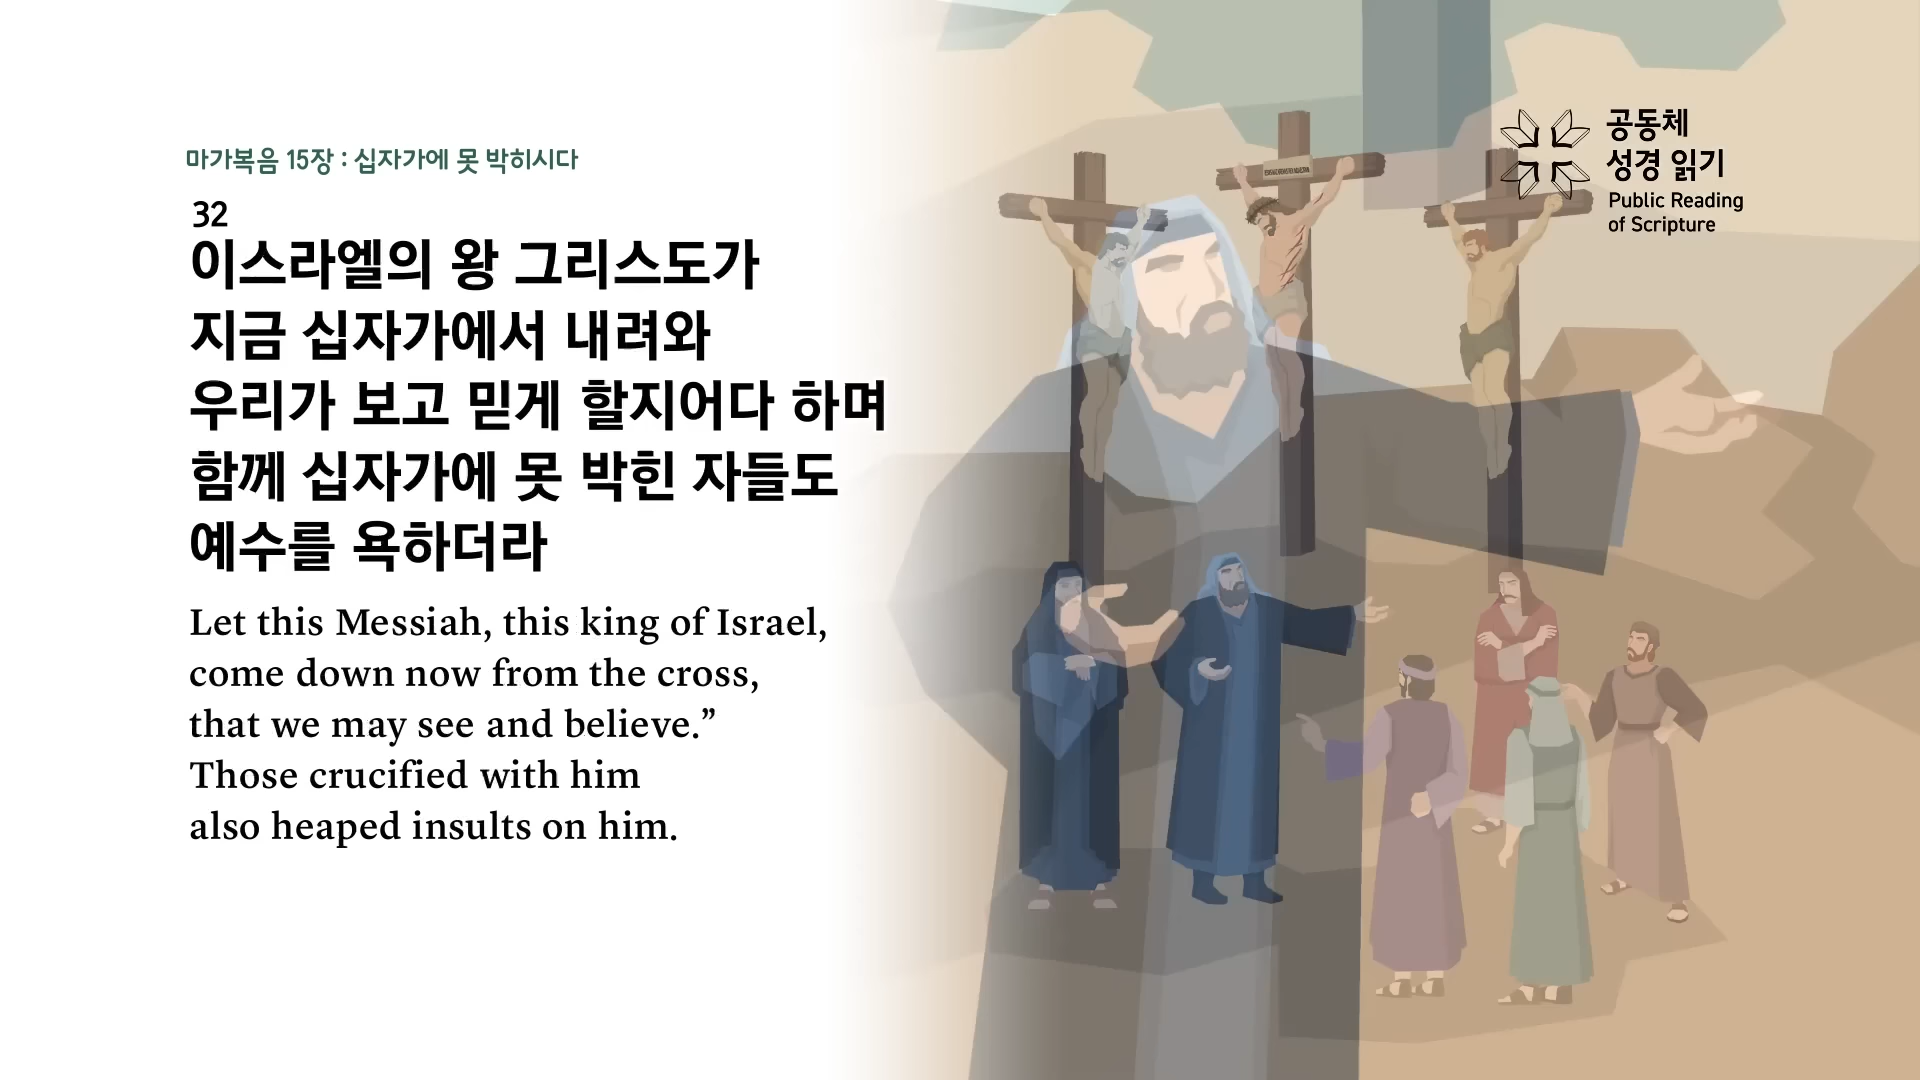 마가복음 15장 : 십자가에 못 박히시다
32
이스라엘의 왕 그리스도가
지금 십자가에서 내려와
우리가 보고 믿게 할지어다 하며
함께 십자가에 못 박힌 자들도
예수를 욕하더라
Let this Messiah, this king of Israel,
come down now from the cross,
that we may see and believe.”
Those crucified with him
also heaped insults on him.
공동체
성경 읽기
Public Reading
of Scripture